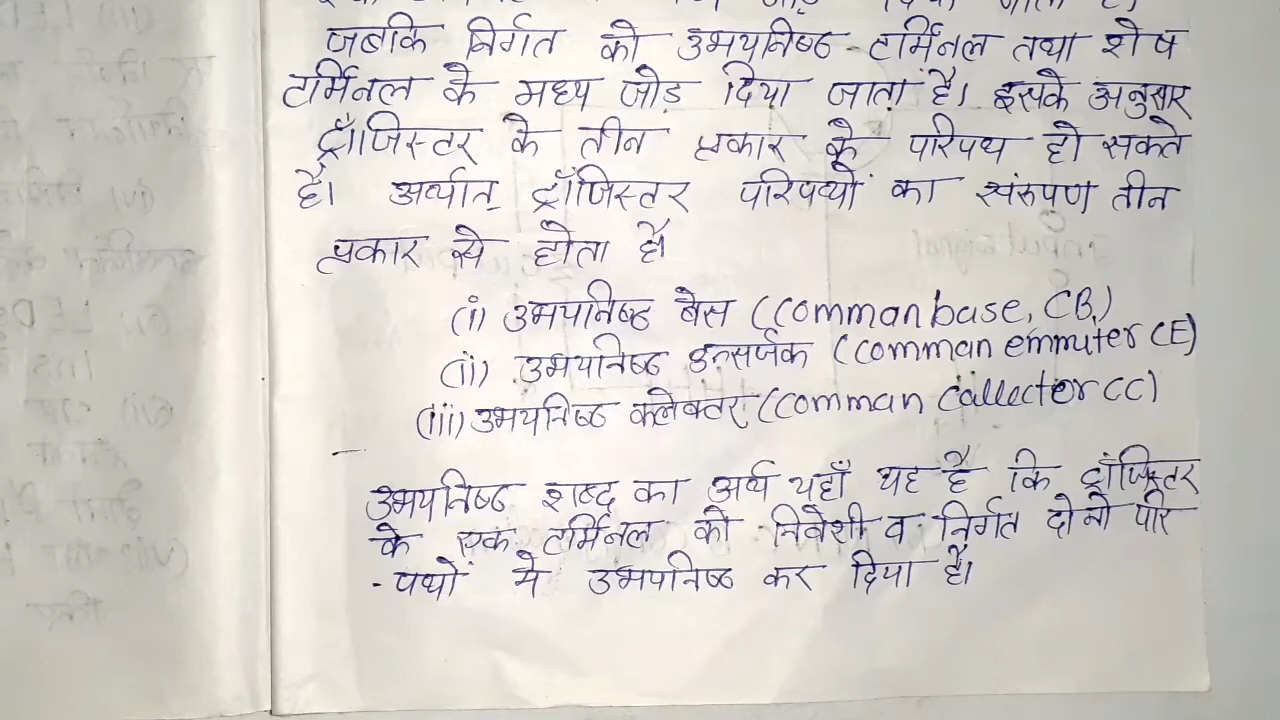 जबकि निर्गत को उभयनिष्ठ टर्मिनल तथा शेष
टर्मिनल के मध्य जोड़ दिया जाता है। इसके अनुसार
ट्रॉंजिस्टर के तीन प्रकार के परिपथ हो सकते
है। अर्थात् ट्रॉंजिस्टर परिपथों का संरूपण तीन
प्रकार से होता है।
(i) उभयनिष्ठ बेस (Comman base, CB,)
(ii) उभयनिष्ठ उत्सर्जक (Comman emmuter CE)
(iii) उभयनिष्ठ क्लेक्टर (Comman Collector CC)
उभयनिष्ठ शब्द का अर्थ यहाँ यह है कि ट्रॉंजिस्टर
के एक टर्मिनल को निवेशी व निर्गत दोनो परि
- पथों मे उभयनिष्ठ कर दिया है।